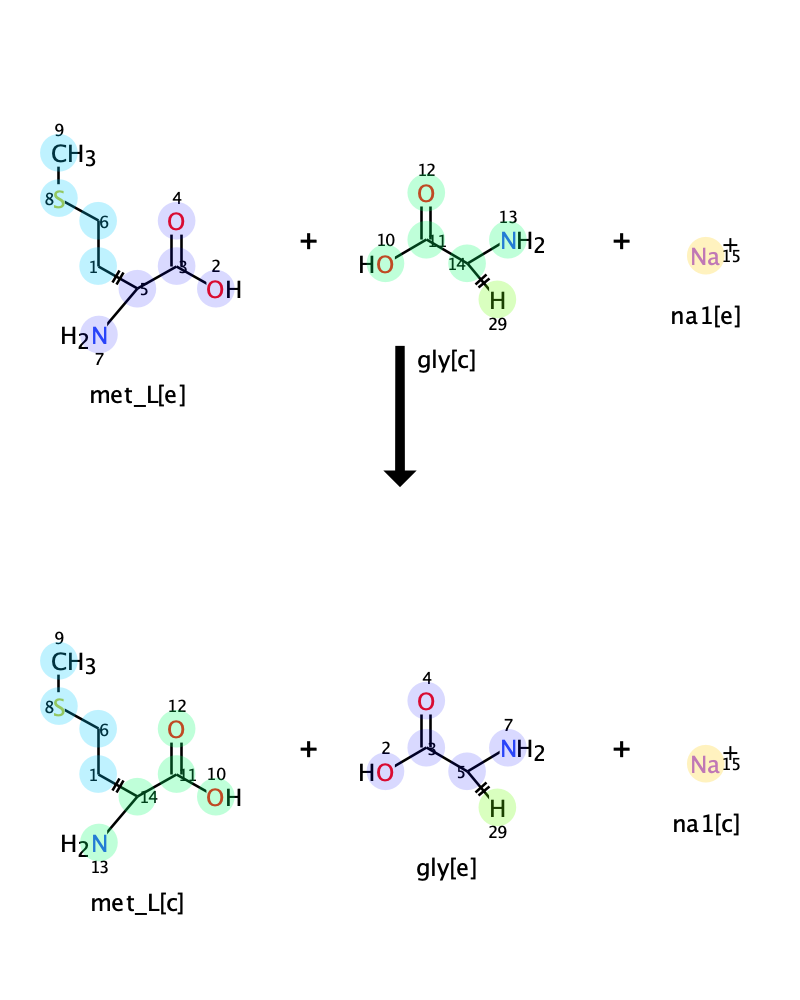 9
CH3
8 S
6
4
O
1
3
2
OH
5
H2N
7
met_L[e]
+
12
O
10
HO
11
13
NH2
14
H
29
gly[c]
+
Na+
15
na1[e]
9
CH3
8 S
6
12
O
1
11
10
OH
14
H2N
13
met_L[c]
+
4
O
2
HO
3
7
NH2
5
H
29
gly[e]
+
Na+
15
na1[c]